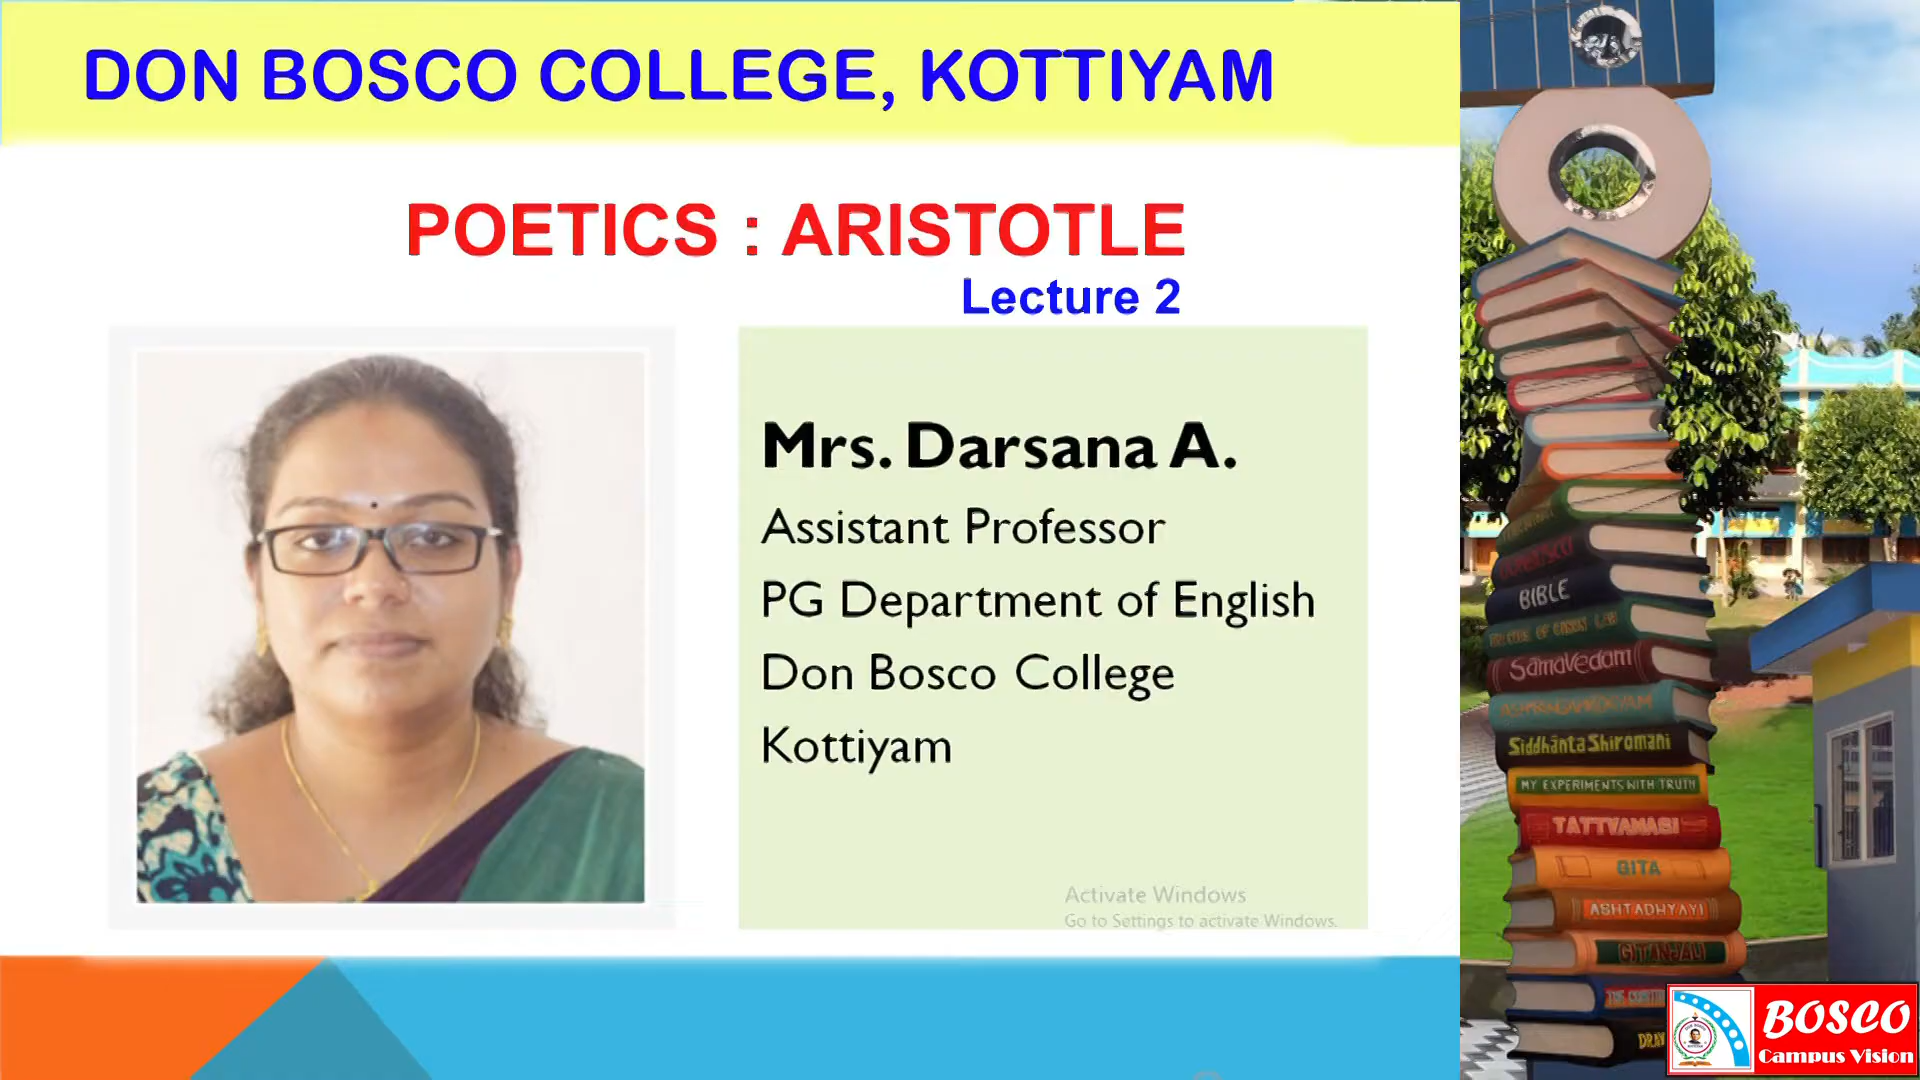 DON BOSCO COLLEGE, KOTTIYAM
POETICS : ARISTOTLE
Lecture 2
Mrs. Darsana A.
Assistant Professor
PG Department of English
Don Bosco College
Kottiyam
Activate Windows
Go to Settings to activate Windows.
BIBLE
SamaVedam
Siddhānta Shiromani
MY EXPERIMENTS WITH TRUTH
TATTVAMASI
GITA
ASHTADHYAYI
GITANJALI
BOSCO
Campus Vision